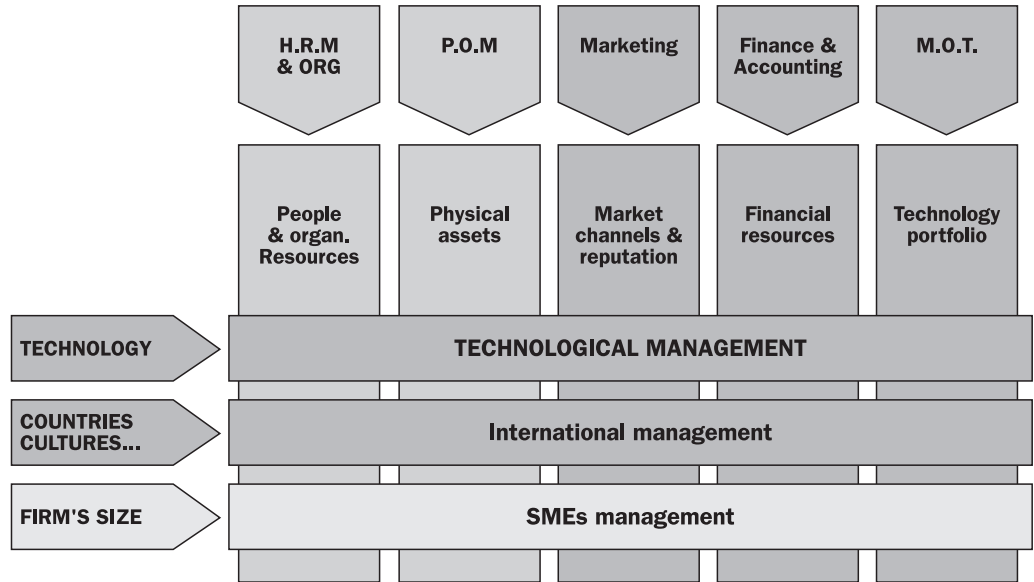 H.R.M
& ORG
P.O.M
Marketing
Finance &
Accounting
M.O.T.
People
& organ.
Resources
Physical
assets
Market
channels &
reputation
Financial
resources
Technology
portfolio
TECHNOLOGY
TECHNOLOGICAL MANAGEMENT
COUNTRIES
CULTURES...
International management
FIRM'S SIZE
SMEs management